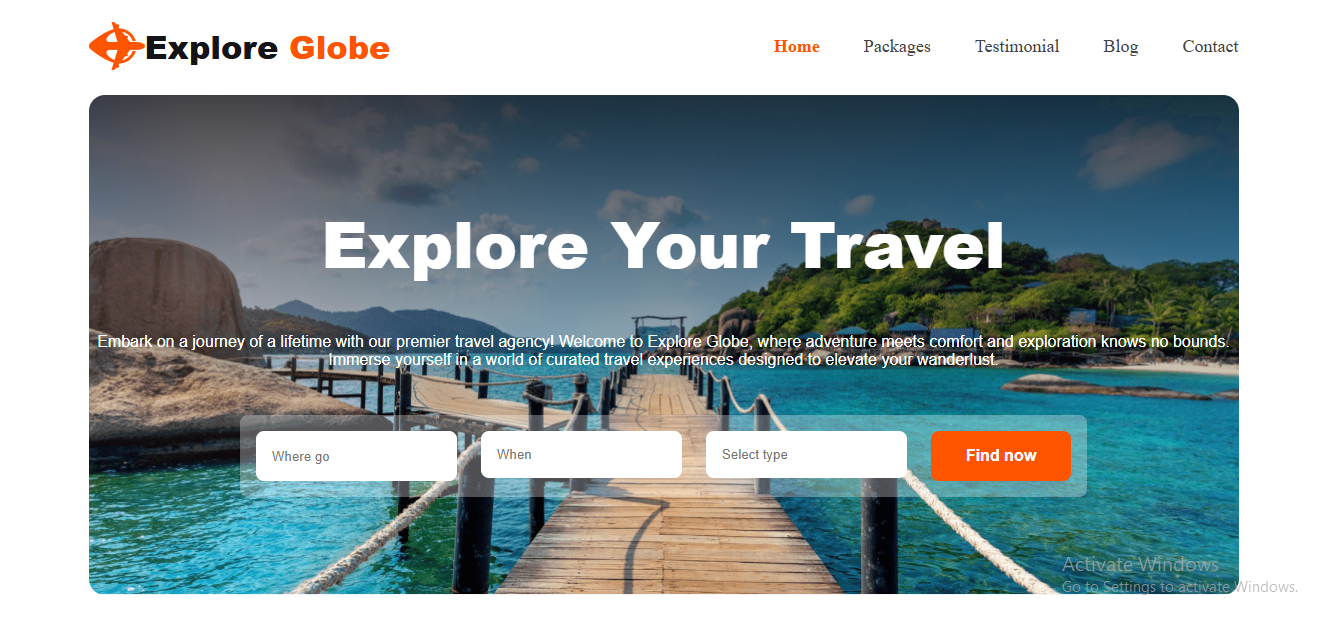 Explore Globe
Home Packages Testimonial Blog Contact
Explore Your Travel
Embark on a journey of a lifetime with our premier travel agency! Welcome to Explore Globe, where adventure meets comfort and exploration knows no bounds.
Immerse yourself in a world of curated travel experiences designed to elevate your wanderlust.
Where go
When
Select type
Find now
Activate Windows
Go to Settings to activate Windows.